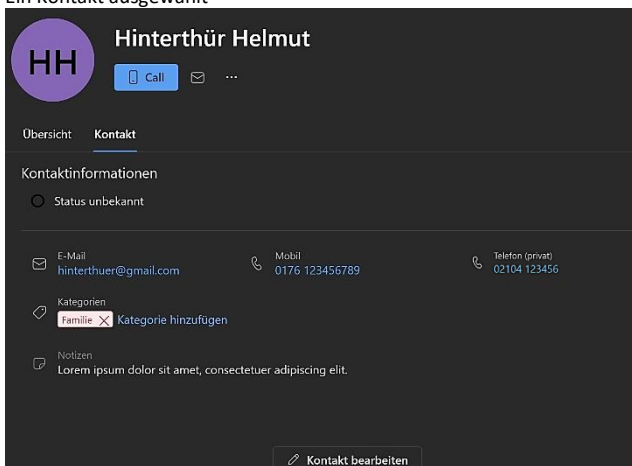 Ein Kontakt ausgewählt
HH
Hinterthür Helmut
Call
Übersicht Kontakt
Kontaktinformationen
Status unbekannt
E-Mail Mobil Telefon (privat)
hinterthuer@gmail.com 0176 123456789 02104 123456
Kategorien
Familie Kategorie hinzufügen
Notizen
Lorem ipsum dolor sit amet, consectetuer adipiscing elit.
Kontakt bearbeiten